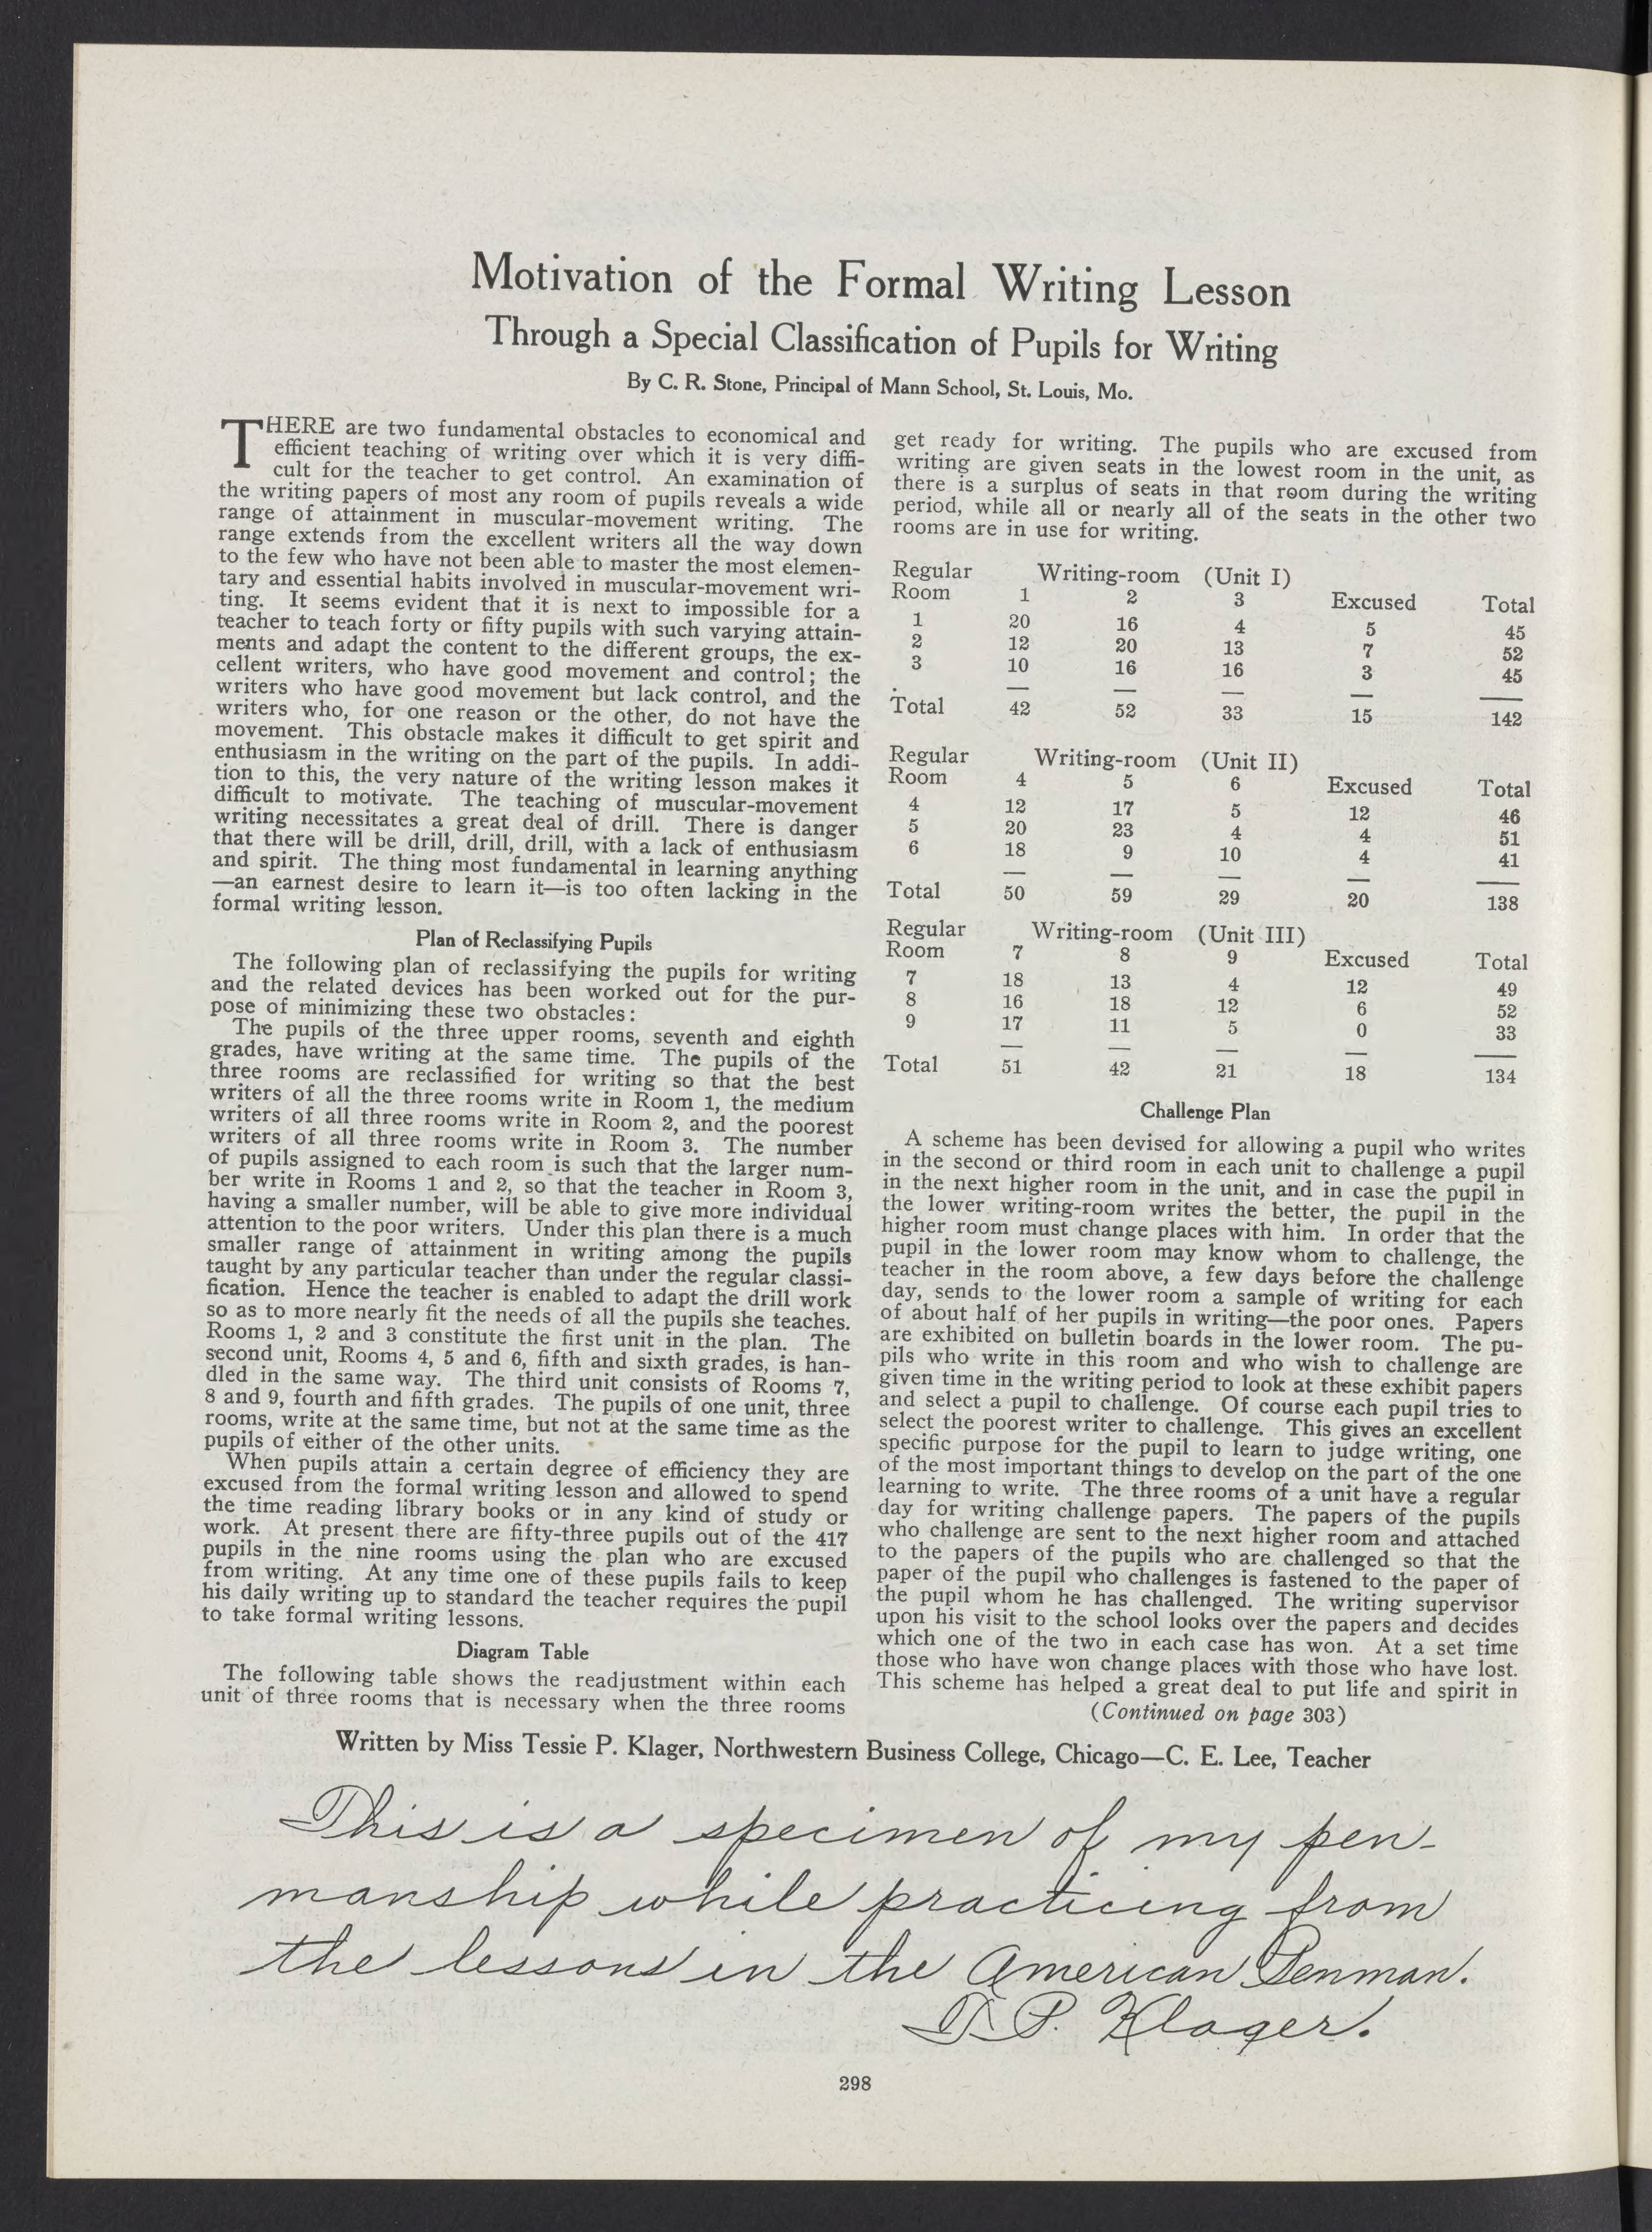 Motivation of the Formal Writing Lesson
Through a Special Classification of Pupils for Writing
By C. R. Stone, Principal of Mann School, St. Louis, Mo.
THERE are two fundamental obstacles to economical and
efficient teaching of writing over which it is very diffi-
cult for the teacher to get control. An examination of
the writing papers of most any room of pupils reveals a wide
range of attainment in muscular-movement writing. The
range extends from the excellent writers all the way down
to the few who have not been able to master the most elemen-
tary and essential habits involved in muscular-movement wri-
ting. It seems evident that it is next to impossible for a
teacher to teach forty or fifty pupils with such varying attain-
ments and adapt the content to the different groups, the ex-
cellent writers, who have good movement and control; the
writers who have good movement but lack control, and the
writers who, for one reason or the other, do not have the
movement. This obstacle makes it difficult to get spirit and
enthusiasm in the writing on the part of the pupils. In addi-
tion to this, the very nature of the writing lesson makes it
difficult to motivate. The teaching of muscular-movement
writing necessitates a great deal of drill. There is danger
that there will be drill, drill, drill, with a lack of enthusiasm
and spirit. The thing most fundamental in learning anything
—an earnest desire to learn it—is too often lacking in the
formal writing lesson.
Plan of Reclassifying Pupils
The following plan of reclassifying the pupils for writing
and the related devices has been worked out for the pur-
pose of minimizing these two obstacles:
The pupils of the three upper rooms, seventh and eighth
grades, have writing at the same time. The pupils of the
three rooms are reclassified for writing so that the best
writers of all the three rooms write in Room 1, the medium
writers of all three rooms write in Room 2, and the poorest
writers of all three rooms write in Room 3. The number
of pupils assigned to each room is such that the larger num-
ber write in Rooms 1 and 2, so that the teacher in Room 3,
having a smaller number, will be able to give more individual
attention to the poor writers. Under this plan there is a much
smaller range of attainment in writing among the pupils
taught by any particular teacher than under the regular classi-
fication. Hence the teacher is enabled to adapt the drill work
so as to more nearly fit the needs of all the pupils she teaches.
Rooms 1, 2 and 3 constitute the first unit in the plan. The
second unit, Rooms 4, 5 and 6, fifth and sixth grades, is han-
dled in the same way. The third unit consists of Rooms 7,
8 and 9, fourth and fifth grades. The pupils of one unit, three
rooms, write at the same time, but not at the same time as the
pupils of either of the other units.
When pupils attain a certain degree of efficiency they are
excused from the formal writing lesson and allowed to spend
the time reading library books or in any kind of study or
work. At present there are fifty-three pupils out of the 417
pupils in the nine rooms using the plan who are excused
from writing. At any time one of these pupils fails to keep
his daily writing up to standard the teacher requires the pupil
to take formal writing lessons.
Diagram Table
The following table shows the readjustment within each
unit of three rooms that is necessary when the three rooms
get ready for writing. The pupils who are excused from
writing are given seats in the lowest room in the unit, as
there is a surplus of seats in that room during the writing
period, while all or nearly all of the seats in the other two
rooms are in use for writing.
Regular Writing-room (Unit I)
Room 1 2 3 Excused Total
1 20 16 4 5 45
2 12 20 13 7 52
3 10 16 16 3 45
Total 42 52 33 15 142
Regular Writing-room (Unit II)
Room 4 5 6 Excused Total
4 12 17 5 12 46
5 20 23 4 4 51
6 18 9 10 4 41
Total 50 59 29 20 138
Regular Writing-room (Unit III)
Room 7 8 9 Excused Total
7 18 13 4 12 49
8 16 18 12 6 52
9 17 11 5 0 33
Total 51 42 21 18 134
Challenge Plan
A scheme has been devised for allowing a pupil who writes
in the second or third room in each unit to challenge a pupil
in the next higher room in the unit, and in case the pupil in
the lower writing-room writes the better, the pupil in the
higher room must change places with him. In order that the
pupil in the lower room may know whom to challenge, the
teacher in the room above, a few days before the challenge
day, sends to the lower room a sample of writing for each
of about half of her pupils in writing—the poor ones. Papers
are exhibited on bulletin boards in the lower room. The pu-
pils who write in this room and who wish to challenge are
given time in the writing period to look at these exhibit papers
and select a pupil to challenge. Of course each pupil tries to
select the poorest writer to challenge. This gives an excellent
specific purpose for the pupil to learn to judge writing, one
of the most important things to develop on the part of the one
learning to write. The three rooms of a unit have a regular
day for writing challenge papers. The papers of the pupils
who challenge are sent to the next higher room and attached
to the papers of the pupils who are challenged so that the
paper of the pupil who challenges is fastened to the paper of
the pupil whom he has challenged. The writing supervisor
upon his visit to the school looks over the papers and decides
which one of the two in each case has won. At a set time
those who have won change places with those who have lost.
This scheme has helped a great deal to put life and spirit in
(Continued on page 303)
Written by Miss Tessie P. Klager, Northwestern Business College, Chicago—C. E. Lee, Teacher
This is a specimen of my pen-
manship while practicing from
the lessons in the American Penman.
T. P. Klager.
298